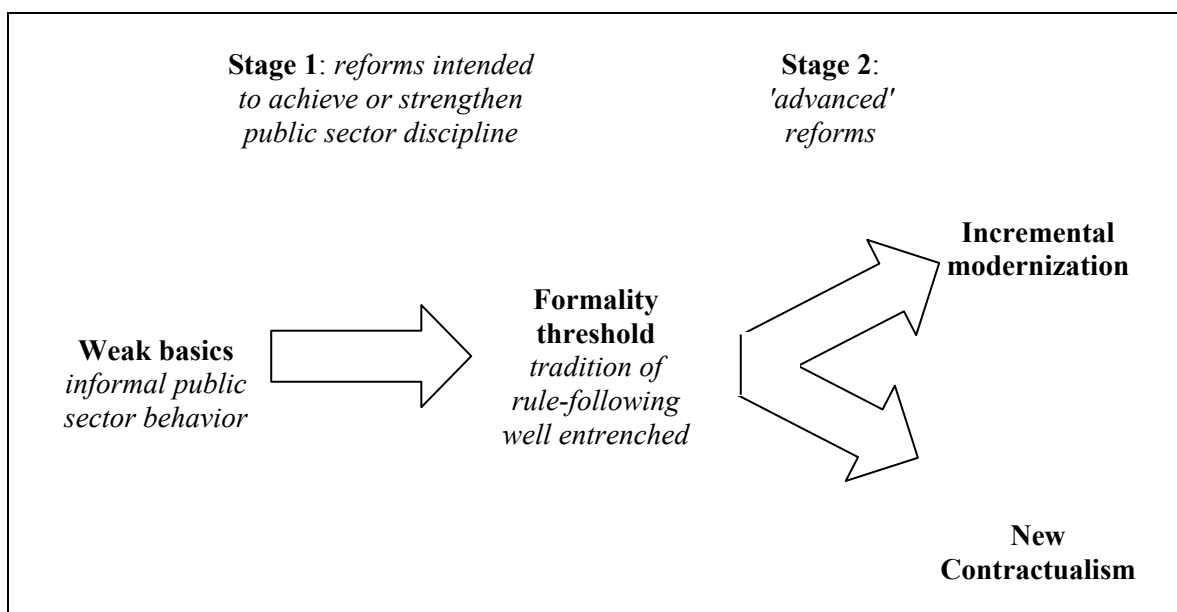 Stage 1: reforms intended
to achieve or strengthen
public sector discipline
Stage 2:
'advanced'
reforms
Weak basics
informal public
sector behavior
Formality
threshold
tradition of
rule-following
well entrenched
Incremental
modernization
New
Contractualism